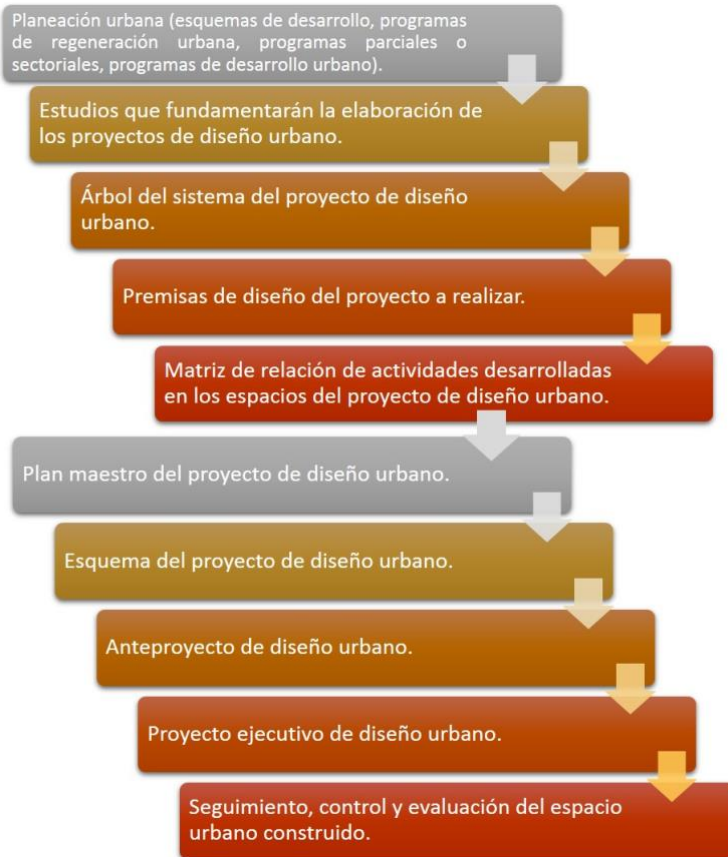 Planeación urbana (esquemas de desarrollo, programas
de regeneración urbana, programas parciales o
sectoriales, programas de desarrollo urbano).
Estudios que fundamentarán la elaboración de
los proyectos de diseño urbano.
Árbol del sistema del proyecto de diseño
urbano.
Premisas de diseño del proyecto a realizar.
Matriz de relación de actividades desarrolladas
en los espacios del proyecto de diseño urbano.
Plan maestro del proyecto de diseño urbano.
Esquema del proyecto de diseño urbano.
Anteproyecto de diseño urbano.
Proyecto ejecutivo de diseño urbano.
Seguimiento, control y evaluación del espacio
urbano construido.